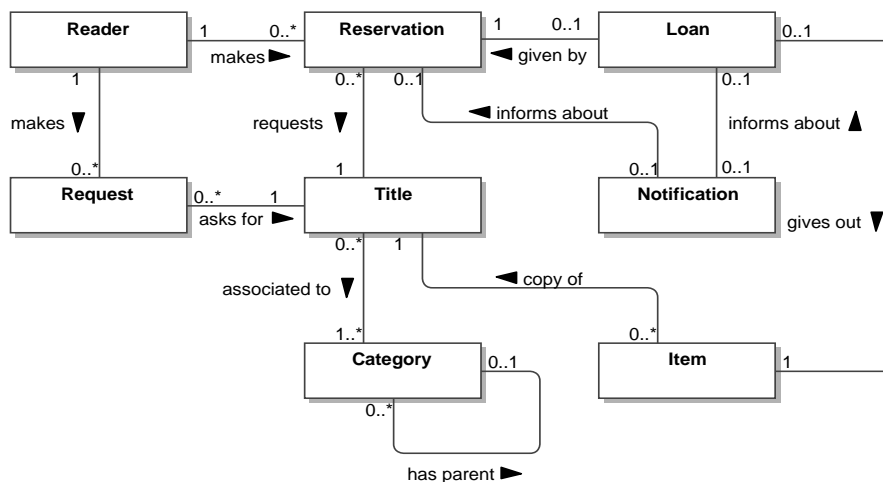 Reader 1 0..* Reservation 1 0..1 Loan 0..1
makes given by
1 0..* 0..1 0..1
makes requests informs about informs about
0..* 1 0..1 0..1
Request 0..* 1 Title Notification
asks for gives out
0..* 1
associated to copy of
1..* 0..*
Category 0..1 Item 1
0..*
has parent